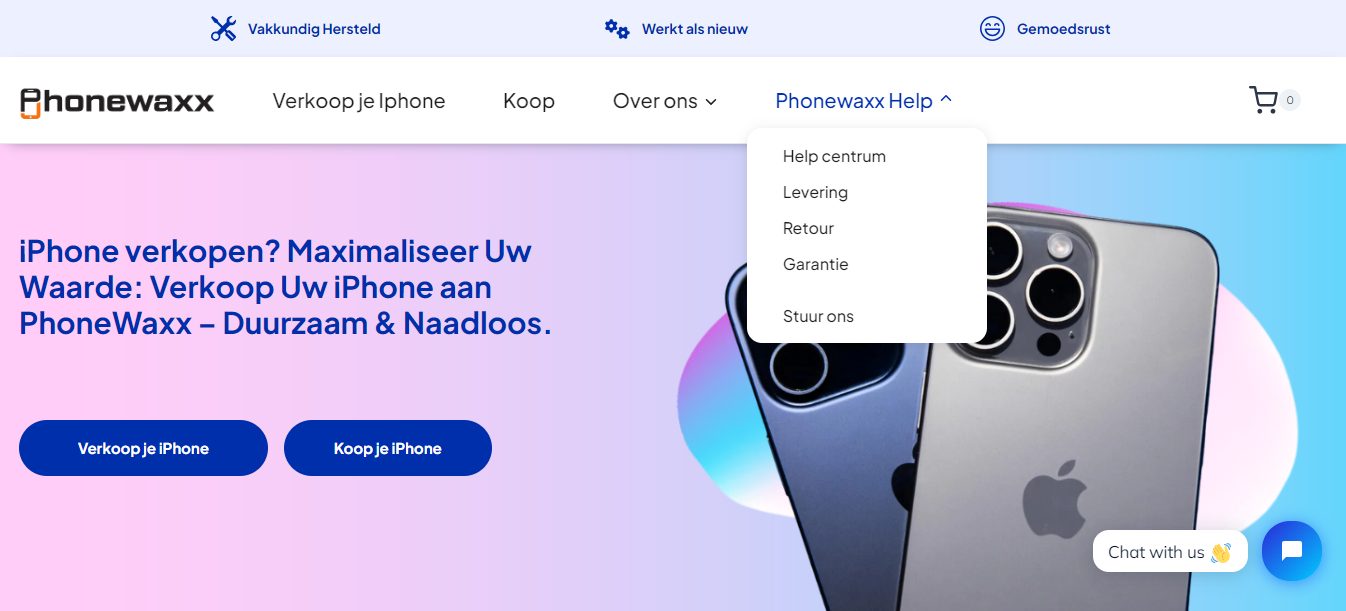 Vakkundig Hersteld
Werkt als nieuw
Gemoedsrust
Phonewaxx
Verkoop je Iphone
Koop
Over ons
Phonewaxx Help
0
Help centrum
Levering
Retour
Garantie
Stuur ons
iPhone verkopen? Maximaliseer Uw
Waarde: Verkoop Uw iPhone aan
PhoneWaxx – Duurzaam & Naadloos.
Verkoop je iPhone
Koop je iPhone
Chat with us 👋